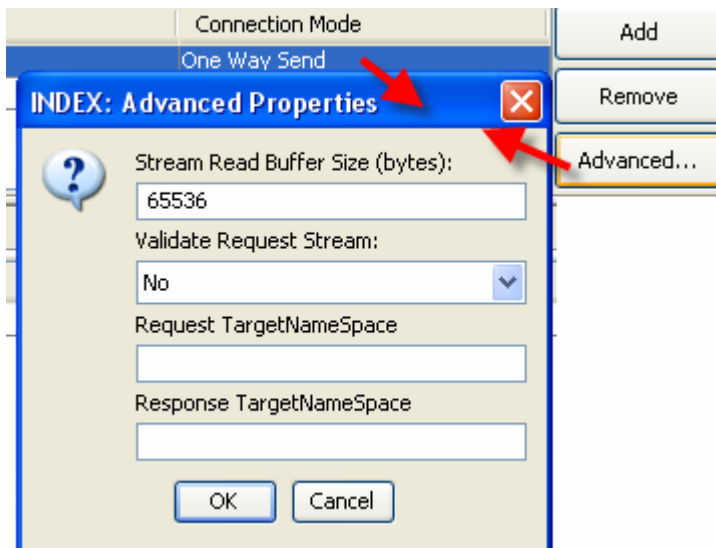 Connection Mode
Add
One Way Send
INDEX: Advanced Properties
Remove
Advanced...
Stream Read Buffer Size (bytes):
65536
Validate Request Stream:
No
Request TargetNameSpace
Response TargetNameSpace
OK
Cancel